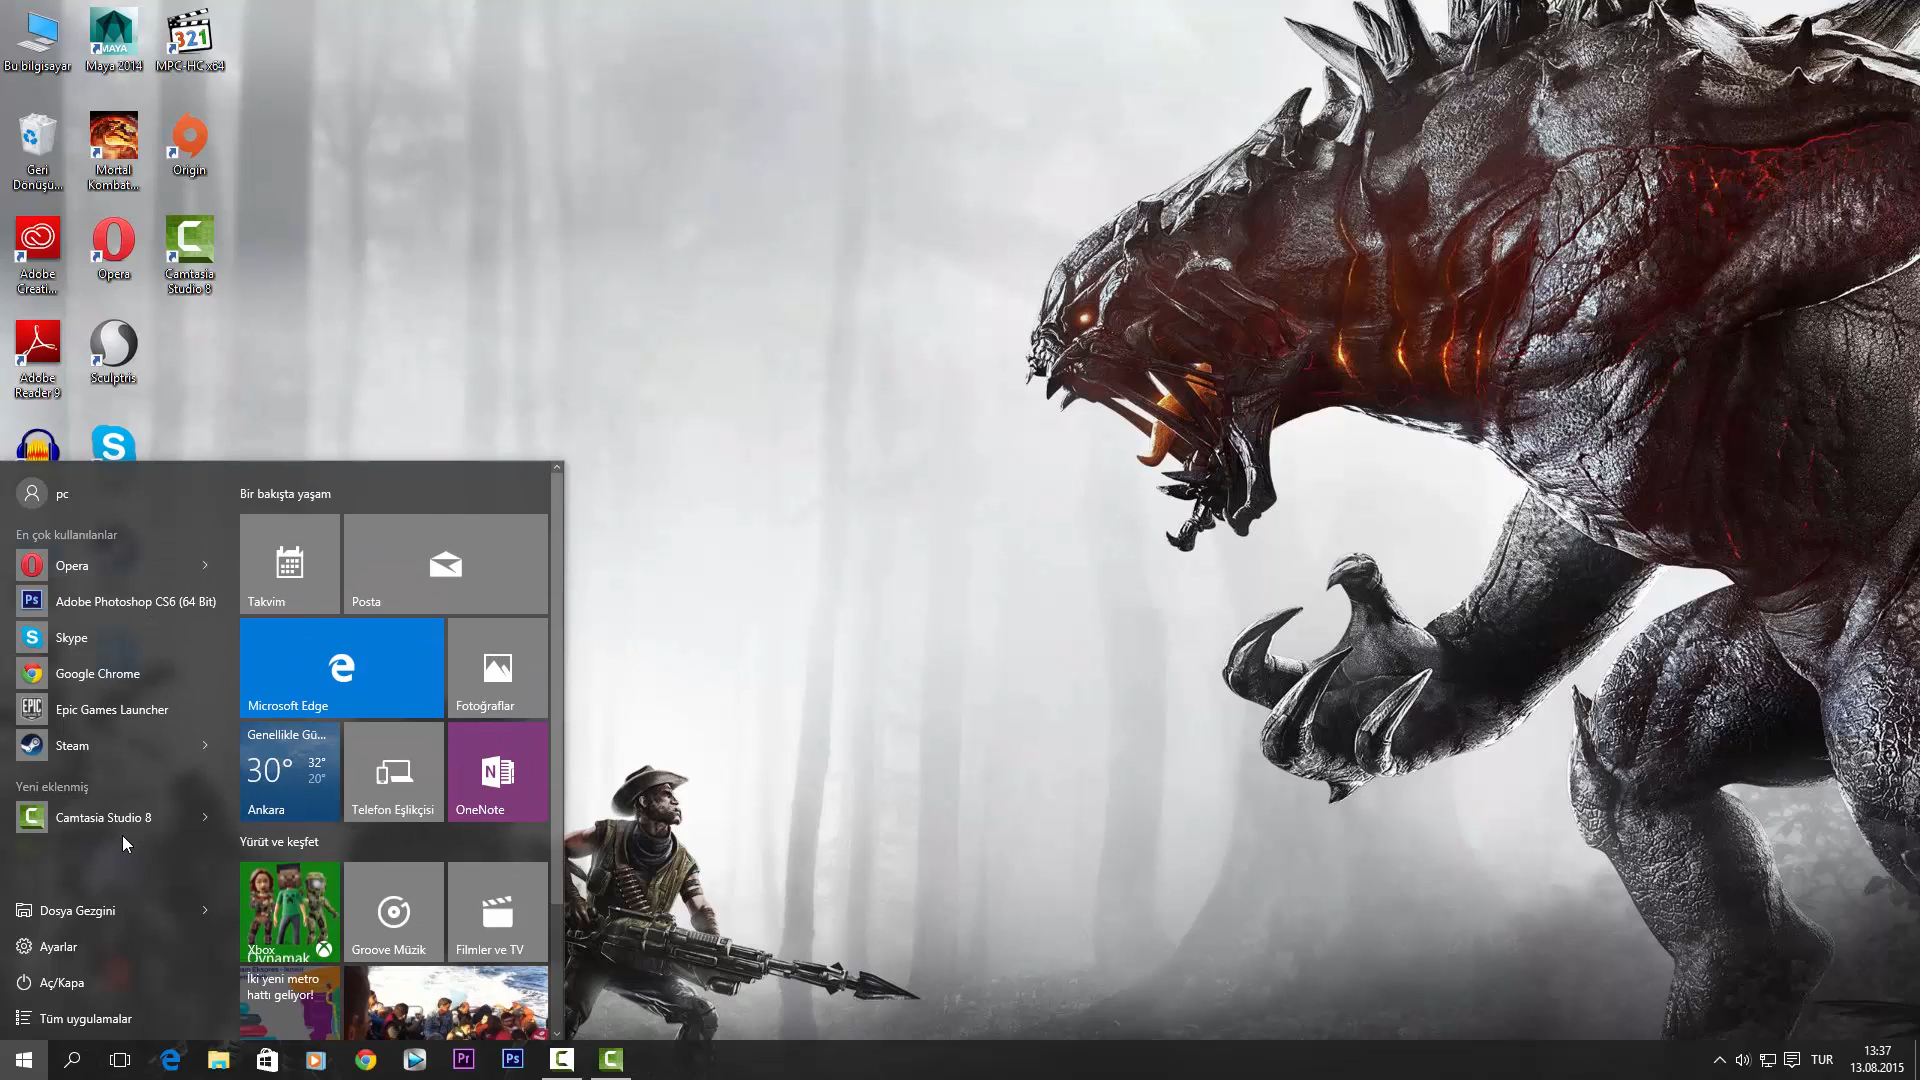 Bu bilgisayar
Maya 2014
MPC-HC x64
Geri
Dönüşü...
Mortal
Kombat...
Origin
Adobe
Creati...
Opera
Camtasia
Studio 8
Adobe
Reader 9
Sculptris
pc
Bir bakışta yaşam
En çok kullanılanlar
Opera
Adobe Photoshop CS6 (64 Bit)
Skype
Google Chrome
Epic Games Launcher
Steam
Yeni eklenmiş
Camtasia Studio 8
Dosya Gezgini
Ayarlar
Aç/Kapa
Tüm uygulamalar
Takvim
Posta
Microsoft Edge
Fotoğraflar
Genellikle Gü...
30° 32°
20°
Ankara
Telefon Eşlikçisi
OneNote
Yürüt ve keşfet
Xbox
Oynamak
Groove Müzik
Filmler ve TV
İki yeni metro
hattı geliyor!
TUR
13:37
13.08.2015